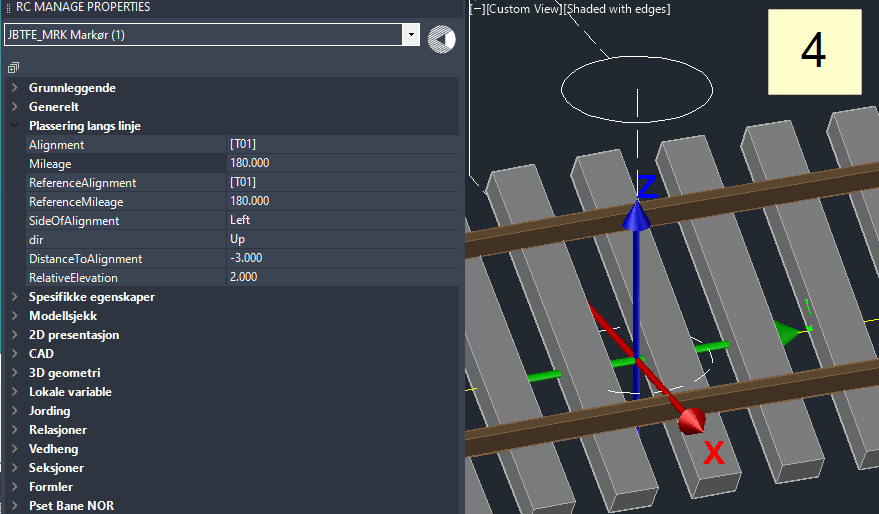 RC MANAGE PROPERTIES
JBTFE_MRK Markør (1)
Grunnleggende
Generelt
Plassering langs linje
Alignment [T01]
Mileage 180.000
ReferenceAlignment [T01]
ReferenceMileage 180.000
SideOfAlignment Left
dir Up
DistanceToAlignment -3.000
RelativeElevation 2.000
Spesifikke egenskaper
Modellsjekk
2D presentasjon
CAD
3D geometri
Lokale variable
Jording
Relasjoner
Vedheng
Seksjoner
Formler
Pset Bane NOR
[−][Custom View][Shaded with edges]
4
Z
X